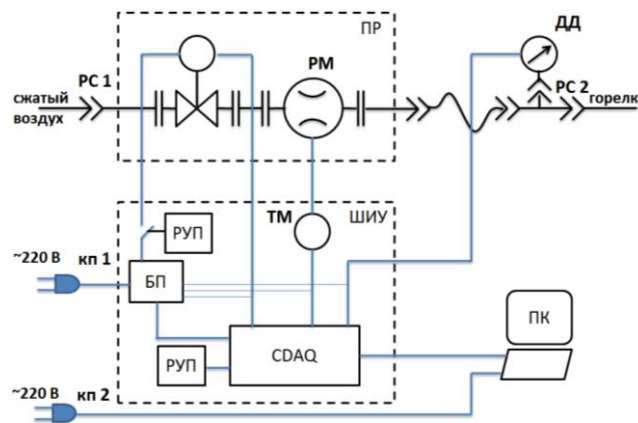 ПР
ДД
РС 1
РМ
РС 2
сжатый
воздух
горелк
ТМ
ШИУ
РУП
~220 В
кп 1
БП
ПК
CDAQ
РУП
~220 В
кп 2